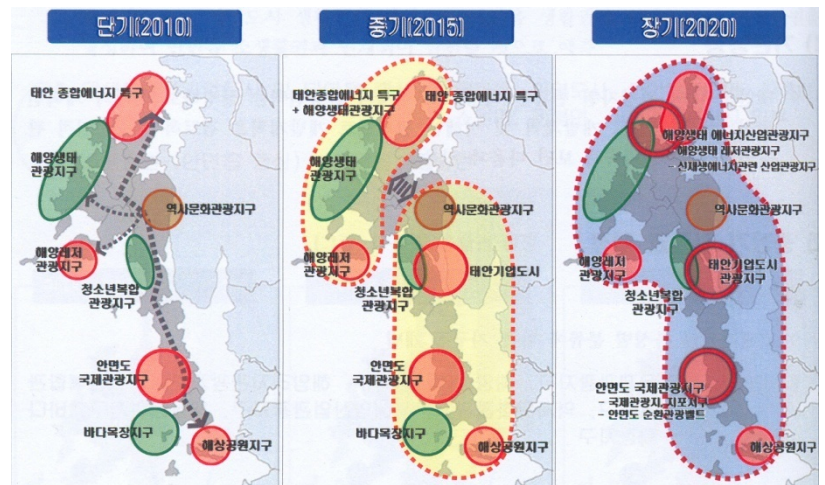 단기(2010)
태안 종합에너지 특구
해양생태
관광지구
역사문화관광지구
해양레저
관광지구
청소년복합
관광지구
안면도
국제관광지구
바다목장지구
해상공원지구
중기(2015)
태안종합에너지 특구
+ 해양생태관광지구
태안 종합에너지 특구
해양생태
관광지구
역사문화관광지구
해양레저
관광지구
태안기업도시
청소년복합
관광지구
안면도
국제관광지구
바다목장지구
해상공원지구
장기(2020)
해양생태 에너지산업관광지구
- 해양생태 레저관광지구
- 신재생에너지관련 산업관광지구
역사문화관광지구
해양레저
관광지구
태안기업도시
관광지구
청소년복합
관광지구
안면도 국제관광지구
- 국제관광지, 지포지구
- 안면도 순환관광벨트
해상공원지구